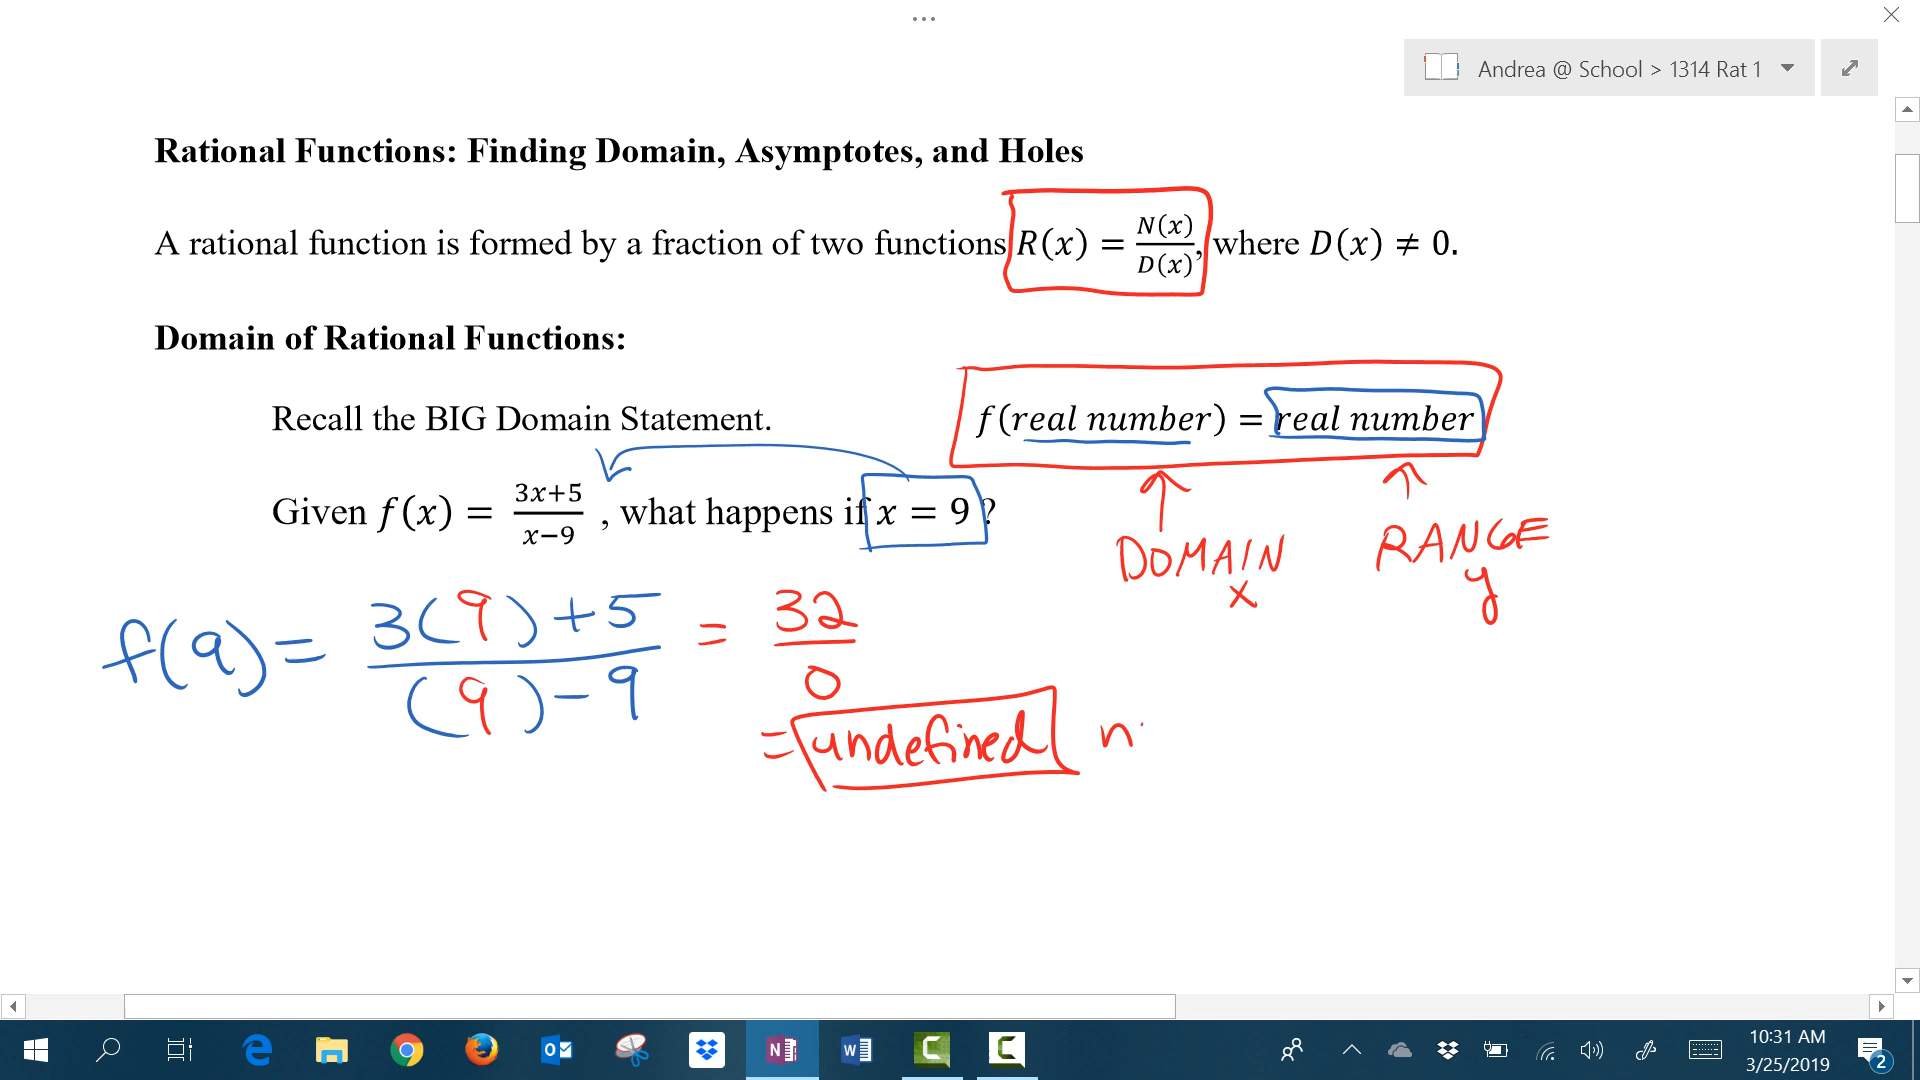 Andrea @ School > 1314 Rat 1
Rational Functions: Finding Domain, Asymptotes, and Holes
A rational function is formed by a fraction of two functions R(x) = N(x)/D(x), where D(x) ≠ 0.
Domain of Rational Functions:
Recall the BIG Domain Statement. f(real number) = real number
Given f(x) = 3x+5/x−9 , what happens if x = 9 ?
DOMAIN RANGE
x y
f(9) = 3(9)+5/(9)−9 = 32/0
= undefined n
10:31 AM
3/25/2019
2